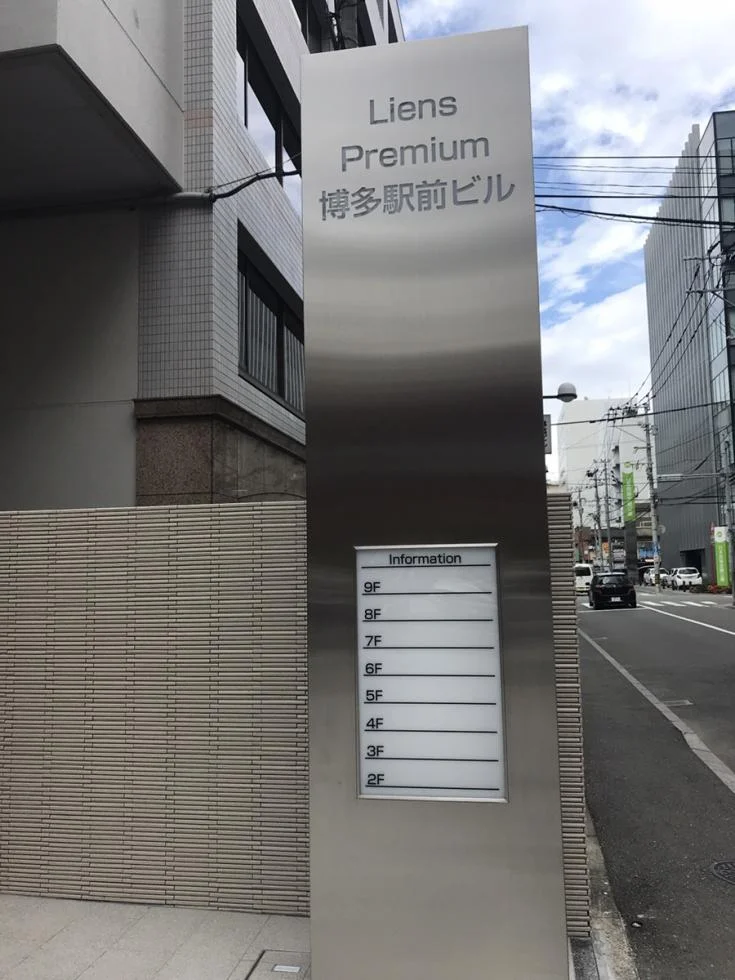 Liens
Premium
博多駅前ビル
Information
9F
8F
7F
6F
5F
4F
3F
2F